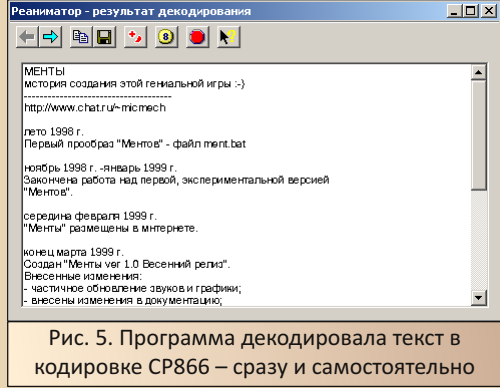 Реаниматор - результат декодирования
8
МЕНТЫ
мстория создания этой гениальной игры :-)
-------------------------------------
http://www.chat.ru/~micmech
лето 1998 г.
Первый прообраз "Ментов" - файл ment.bat
ноябрь 1998 г. -январь 1999 г.
Закончена работа над первой, экспериментальной версией
"Ментов".
середина февраля 1999 г.
"Менты" размещены в мнтернете.
конец марта 1999 г.
Создан "Менты ver 1.0 Весенний релиз".
Внесенные изменения:
- частичное обновление звуков и графики;
- внесены изменения в документацию;
Рис. 5. Программа декодировала текст в
кодировке CP866 – сразу и самостоятельно